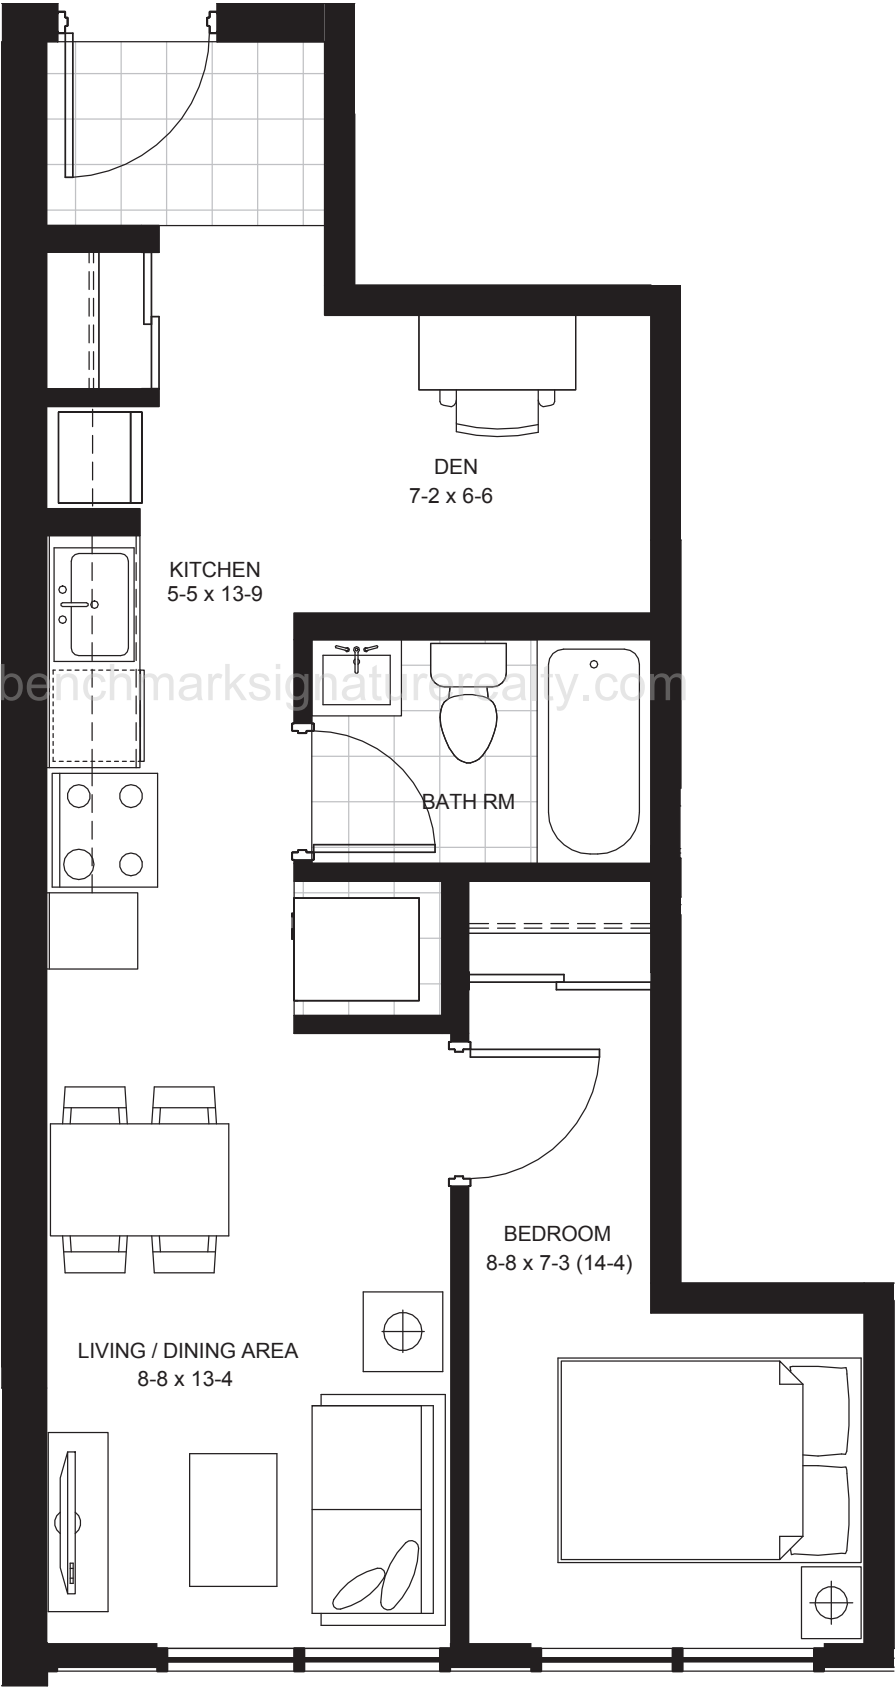 DEN
7-2 x 6-6
KITCHEN
5-5 x 13-9
benchmarksignaturerealty.com
BATH RM
BEDROOM
8-8 x 7-3 (14-4)
LIVING / DINING AREA
8-8 x 13-4